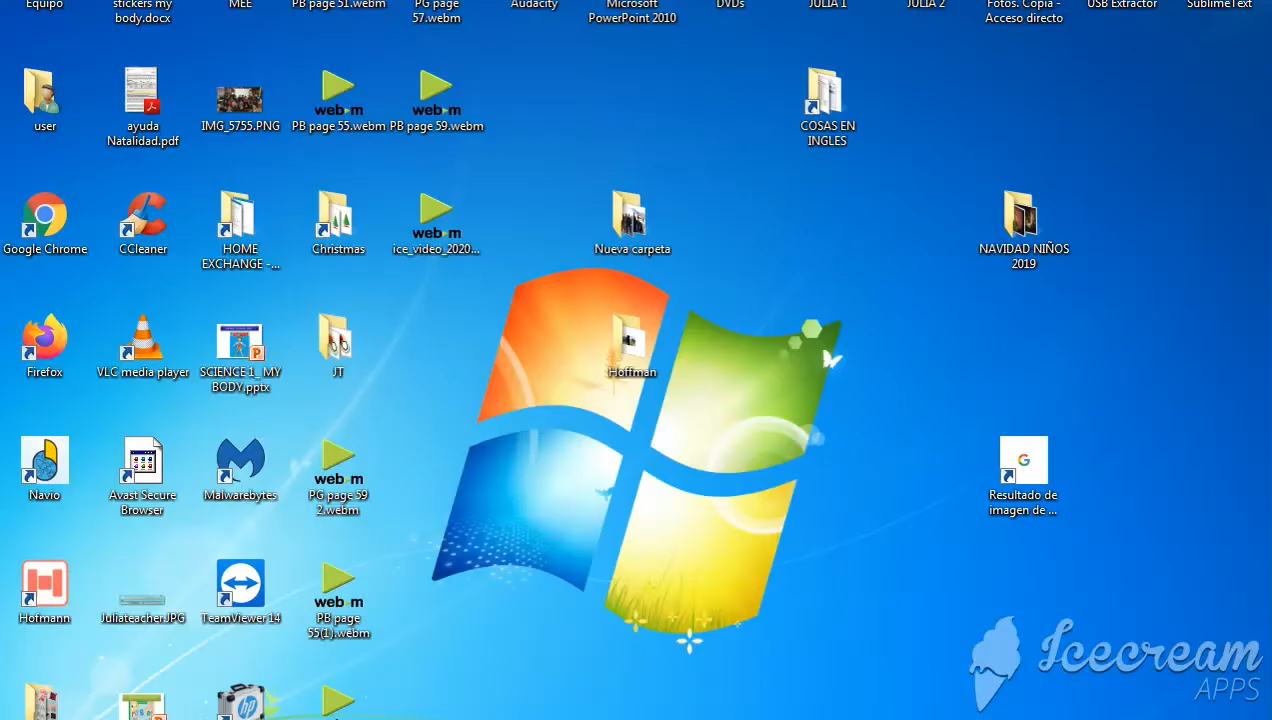 Equipo
stickers my
body.docx
MEE
PB page 51.webm
PG page
57.webm
Audacity
Microsoft
PowerPoint 2010
DVDs
JULIA 1
JULIA 2
Fotos. Copia -
Acceso directo
USB Extractor
SublimeText
user
ayuda
Natalidad.pdf
IMG_5755.PNG
webm
PB page 55.webm
webm
PB page 59.webm
COSAS EN
INGLES
Google Chrome
CCleaner
HOME
EXCHANGE -...
Christmas
webm
ice_video_2020...
Nueva carpeta
NAVIDAD NIÑOS
2019
Firefox
VLC media player
SCIENCE 1_ MY
BODY.pptx
JT
Hoffman
Navio
Avast Secure
Browser
Malwarebytes
webm
PG page 59
2.webm
G
Resultado de
imagen de ...
Hofmann
Juliateacher.JPG
TeamViewer 14
webm
PB page
55(1).webm
hp
Icecream
APPS